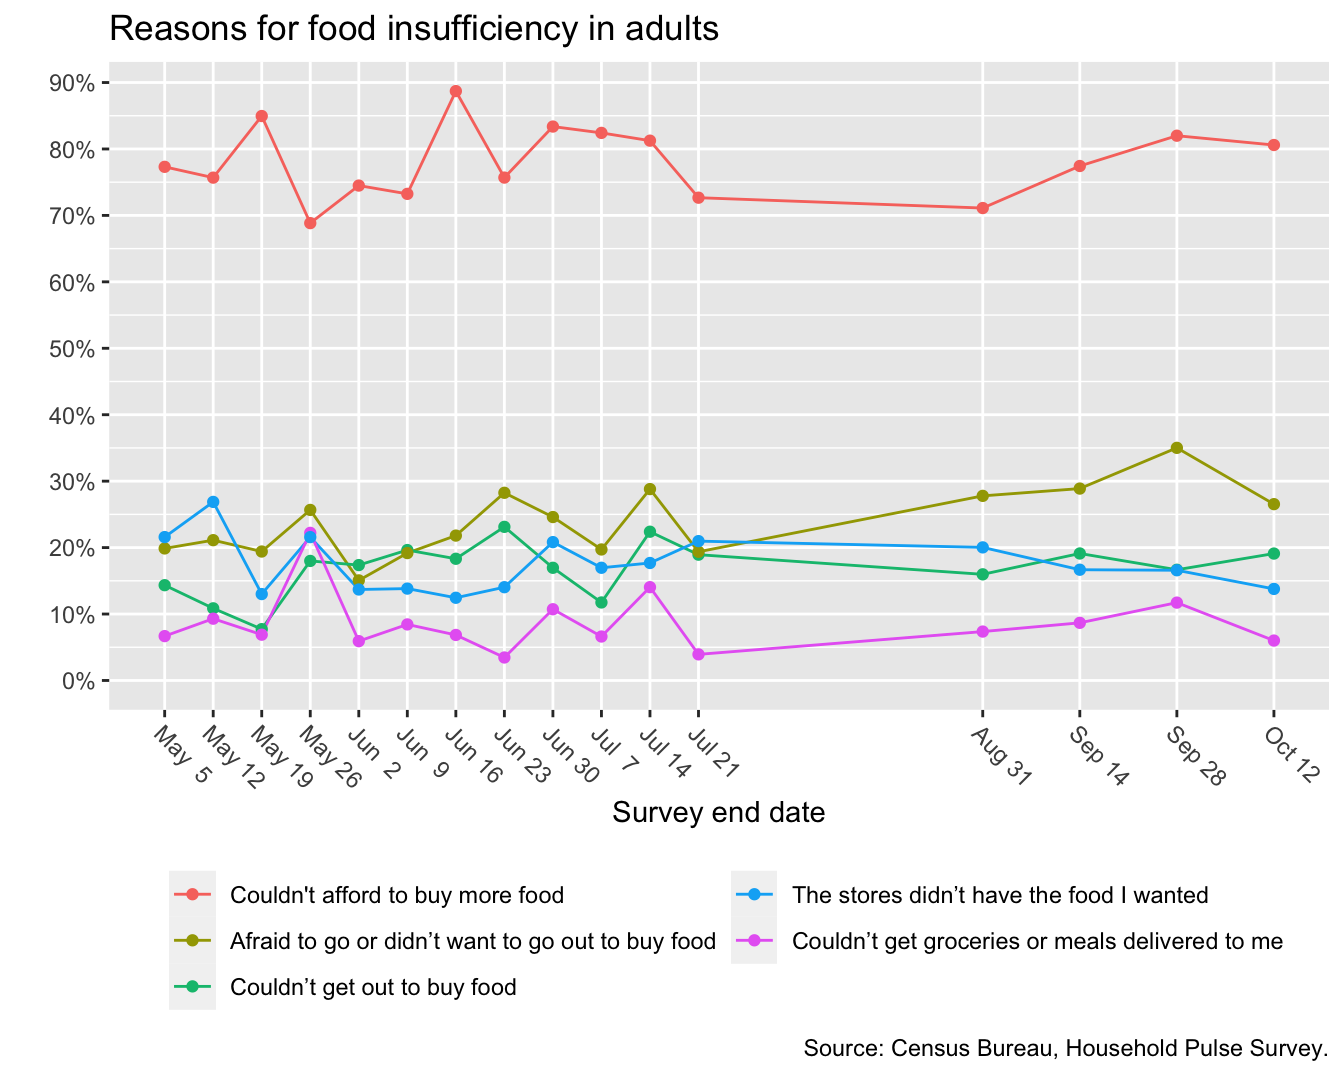 Reasons for food insufficiency in adults
90%
80%
70%
60%
50%
40%
30%
20%
10%
0%
May 5
May 12
May 19
May 26
Jun 2
Jun 9
Jun 16
Jun 23
Jun 30
Jul 7
Jul 14
Jul 21
Aug 31
Sep 14
Sep 28
Oct 12
Survey end date
Couldn't afford to buy more food
Afraid to go or didn’t want to go out to buy food
Couldn’t get out to buy food
The stores didn’t have the food I wanted
Couldn’t get groceries or meals delivered to me
Source: Census Bureau, Household Pulse Survey.